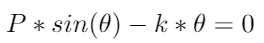 P * sin(θ) − k * θ = 0